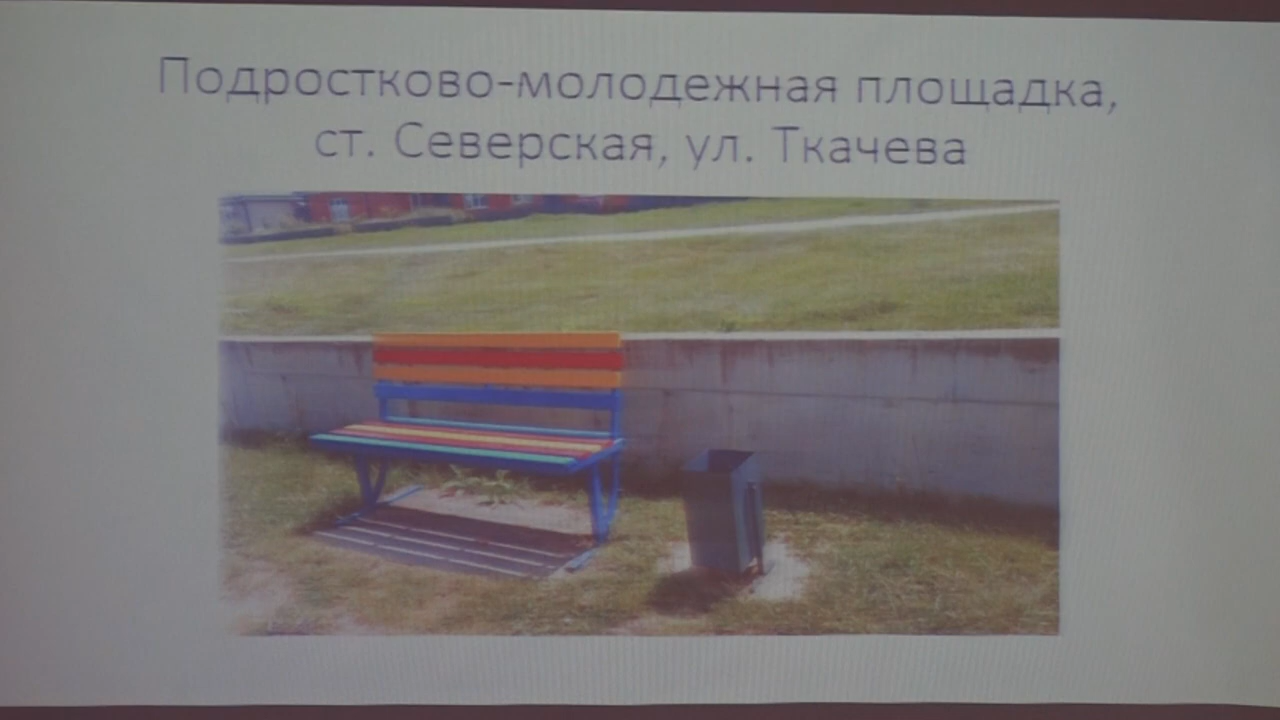 Подростково-молодежная площадка,
ст. Северская, ул. Ткачева